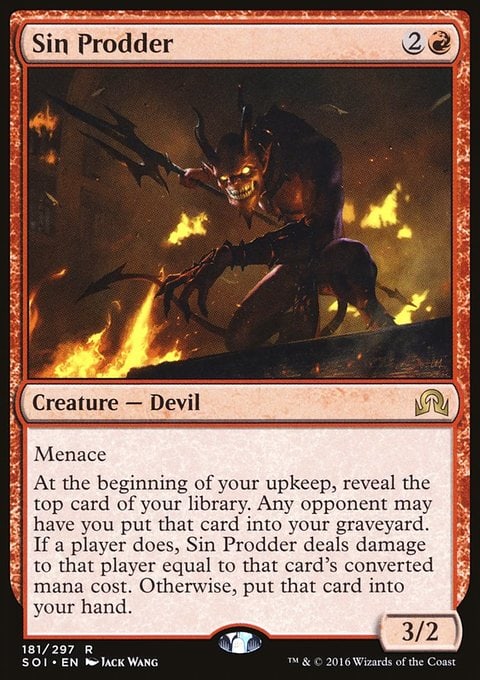 Sin Prodder 2
Creature — Devil
Menace
At the beginning of your upkeep, reveal the
top card of your library. Any opponent may
have you put that card into your graveyard.
If a player does, Sin Prodder deals damage
to that player equal to that card's converted
mana cost. Otherwise, put that card into
your hand.
3/2
181/297 R
SOI • EN Jack Wang
™ & © 2016 Wizards of the Coast